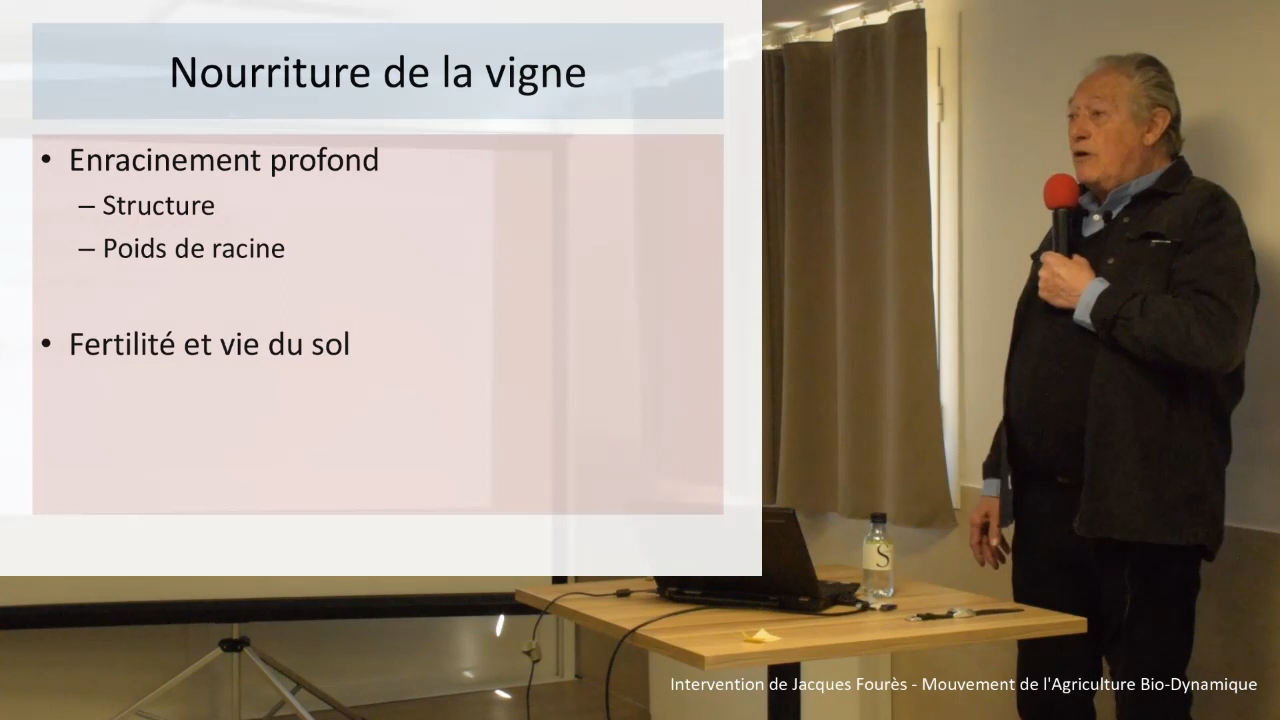 Nourriture de la vigne
• Enracinement profond
– Structure
– Poids de racine
• Fertilité et vie du sol
S
Intervention de Jacques Fourès - Mouvement de l'Agriculture Bio-Dynamique